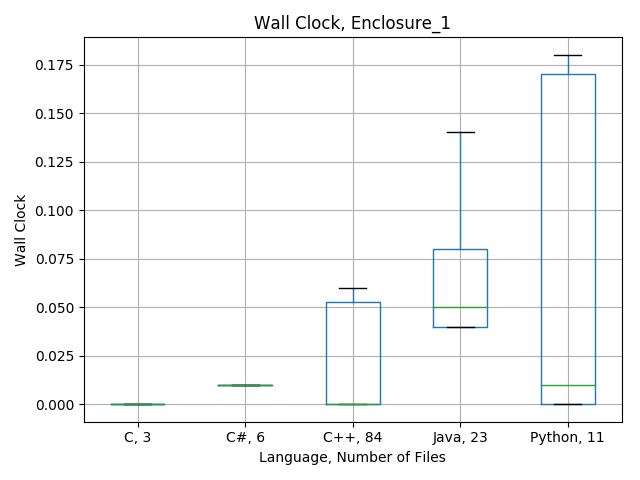 Wall Clock, Enclosure_1
Wall Clock
0.175
0.150
0.125
0.100
0.075
0.050
0.025
0.000
C, 3
C#, 6
C++, 84
Java, 23
Python, 11
Language, Number of Files